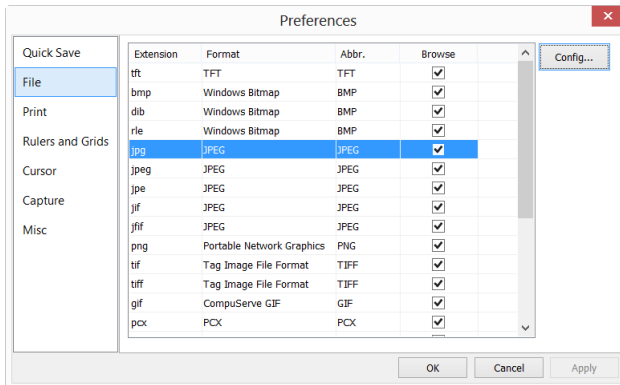 Preferences
Quick Save
File
Print
Rulers and Grids
Cursor
Capture
Misc
Extension Format Abbr. Browse
tft TFT TFT
bmp Windows Bitmap BMP
dib Windows Bitmap BMP
rle Windows Bitmap BMP
jpg JPEG JPEG
jpeg JPEG JPEG
jpe JPEG JPEG
jif JPEG JPEG
jfif JPEG JPEG
png Portable Network Graphics PNG
tif Tag Image File Format TIFF
tiff Tag Image File Format TIFF
gif CompuServe GIF GIF
pcx PCX PCX
Config...
OK Cancel Apply